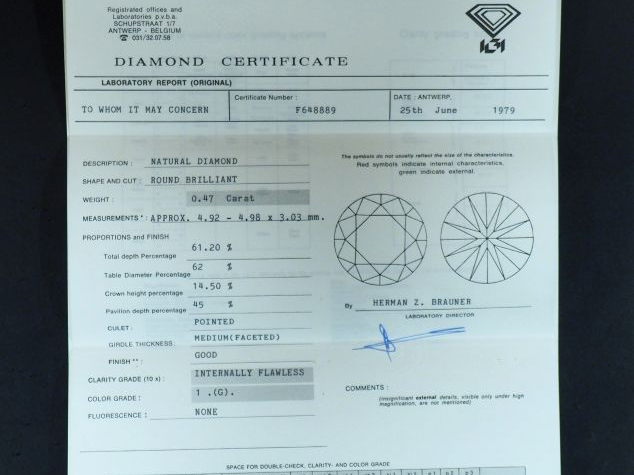 Registrated offices and
Laboratories p.v.b.a.
SCHUPSTRAAT 1/7
ANTWERP - BELGIUM
☎ 031/32.07.58
IGI
DIAMOND CERTIFICATE
LABORATORY REPORT (ORIGINAL)
TO WHOM IT MAY CONCERN
Certificate Number :
F648889
DATE : ANTWERP,
25th June 1979
The symbols do not usually reflect the size of the characteristics.
Red symbols indicate internal characteristics,
green indicate external.
DESCRIPTION : NATURAL DIAMOND
SHAPE AND CUT : ROUND BRILLIANT
WEIGHT : 0.47 Carat
MEASUREMENTS * : APPROX. 4.92 - 4.98 x 3.03 mm.
PROPORTIONS and FINISH
Total depth Percentage 61.20 %
Table Diameter Percentage 62 %
Crown height percentage 14.50 %
Pavilion depth percentage 45 %
CULET : POINTED
GIRDLE THICKNESS MEDIUM(FACETED)
FINISH ** : GOOD
CLARITY GRADE (10 x) : INTERNALLY FLAWLESS
COLOR GRADE : 1 .(G).
FLUORESCENCE : NONE
By HERMAN Z. BRAUNER
LABORATORY DIRECTOR
COMMENTS :
(Insignificant external details, visible only under high
magnification, are not mentioned)
SPACE FOR DOUBLE-CHECK, CLARITY- AND COLOR GRADE